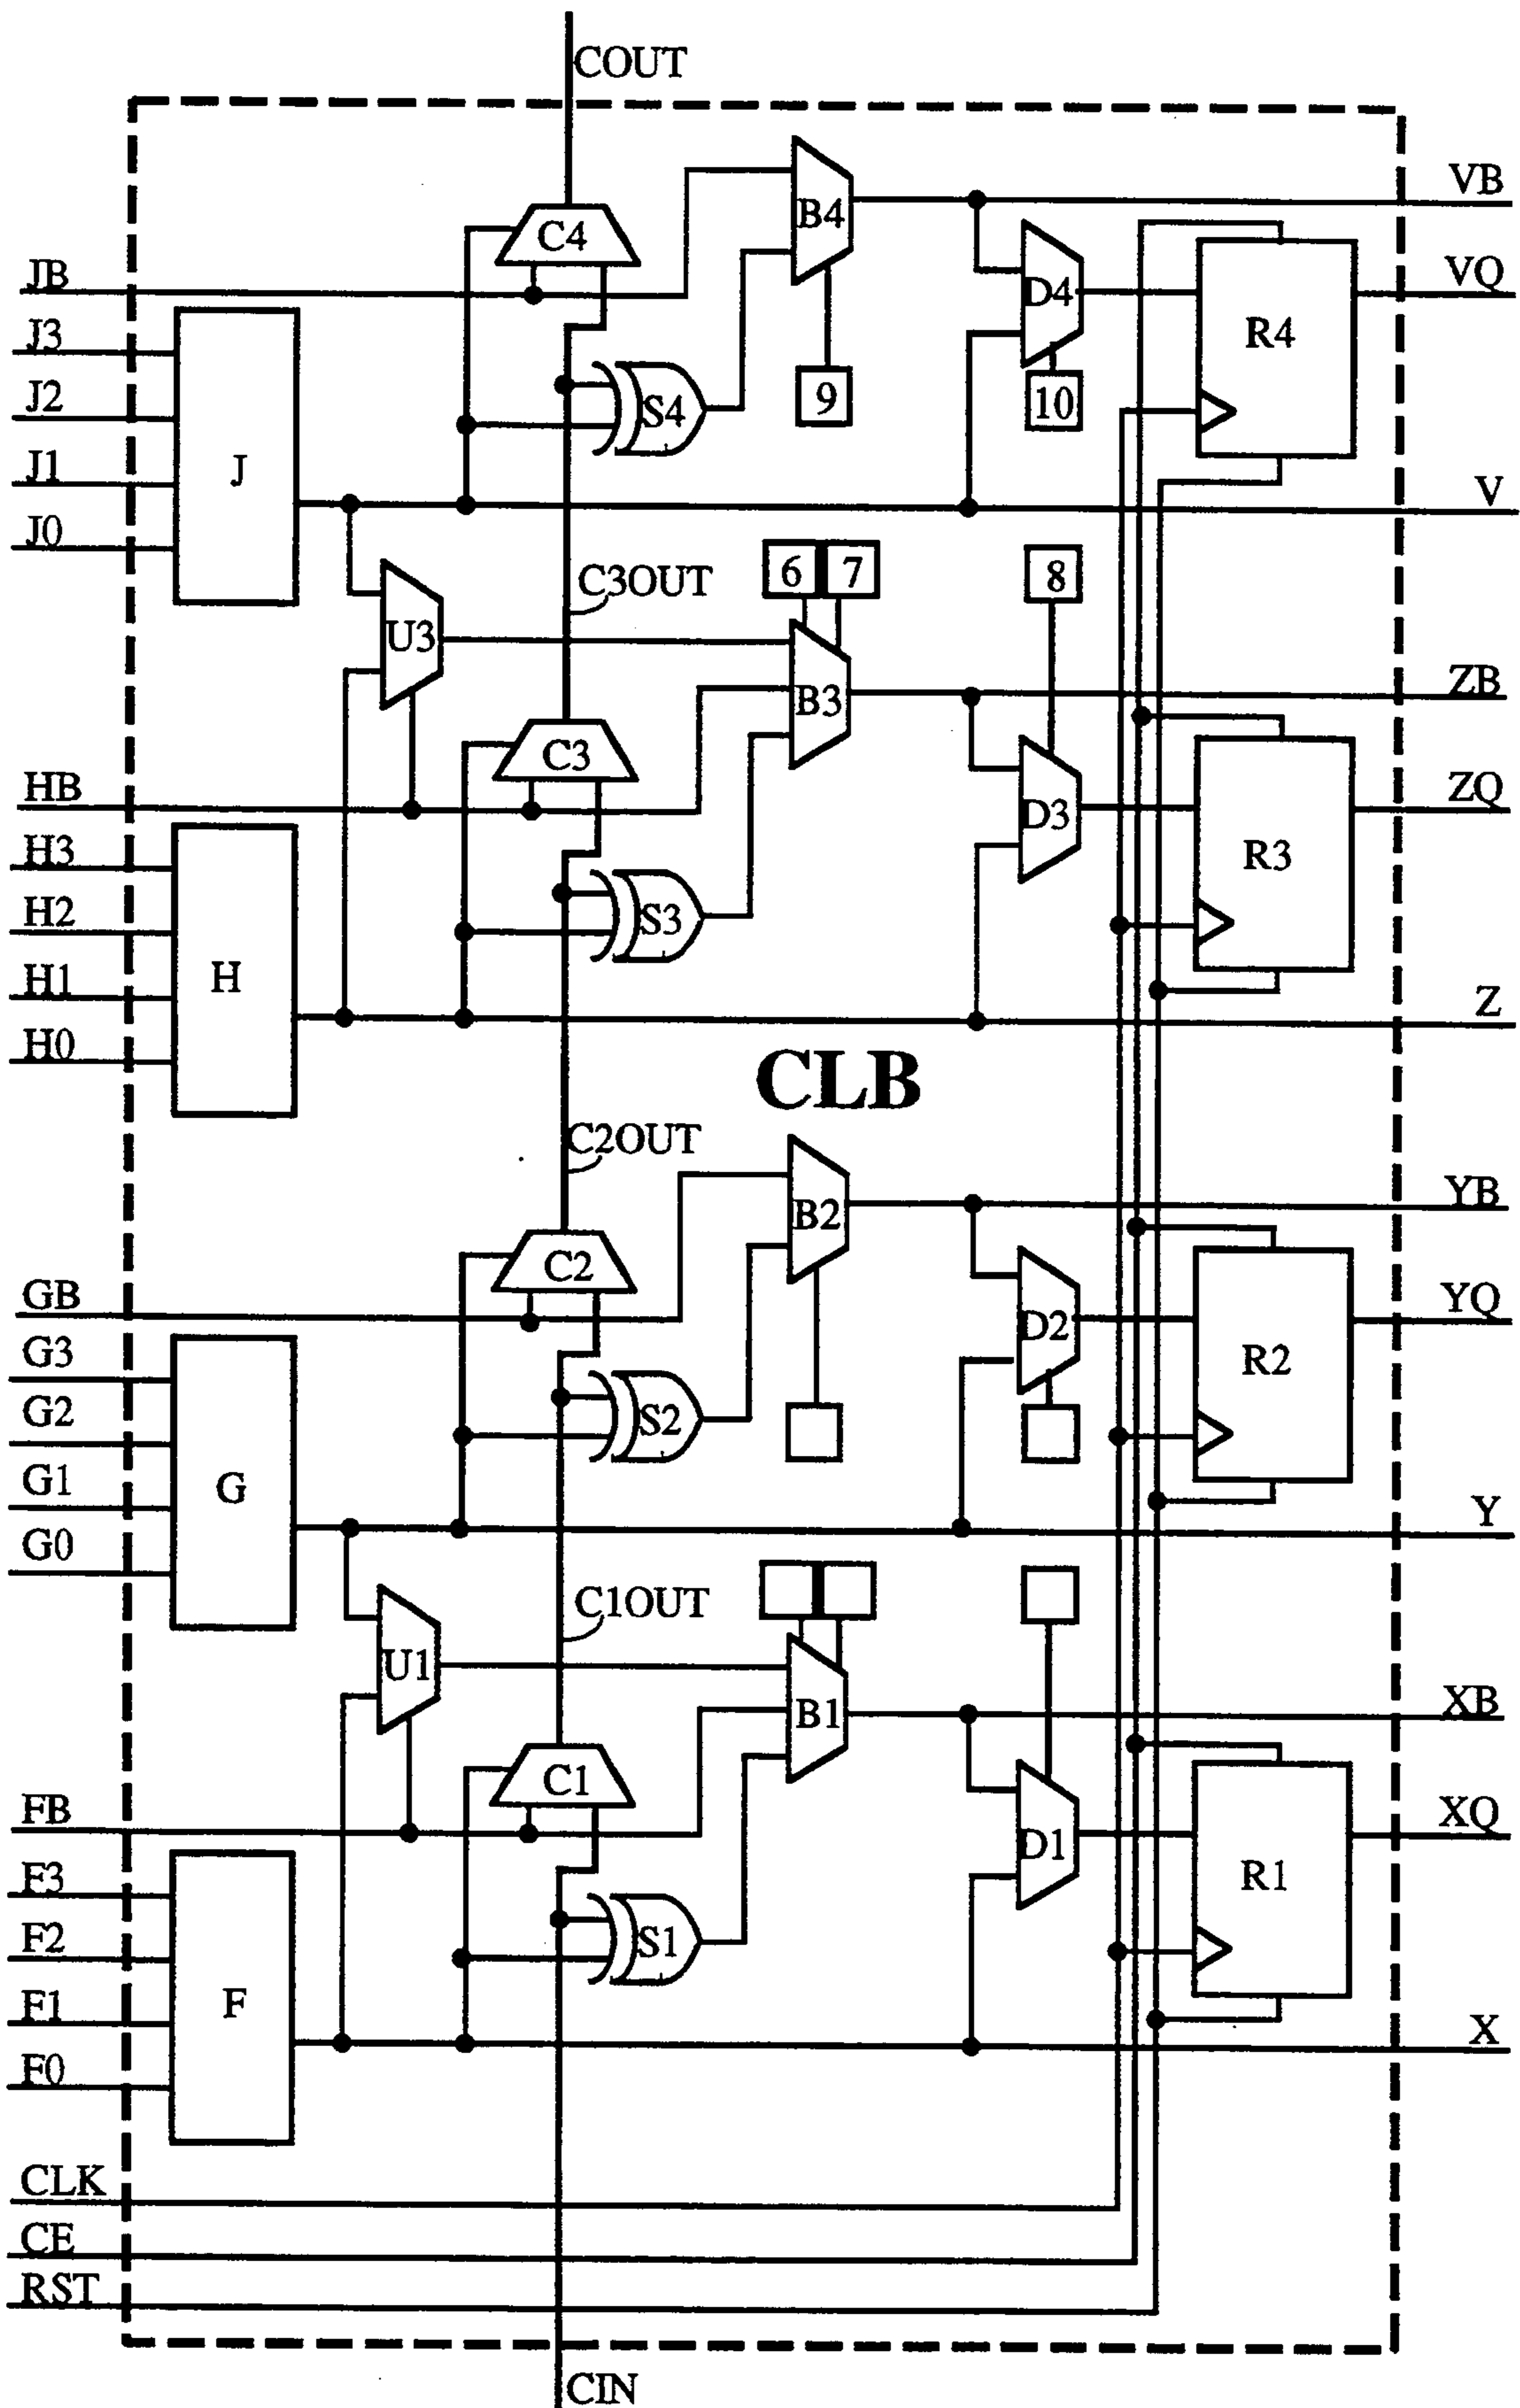 COUT
VB
B4
C4
JB
D4
VQ
J3
R4
J2
S4
9
10
J1
J
V
J0
C3OUT
6
7
8
U3
ZB
B3
C3
HB
D3
ZQ
H3
R3
H2
S3
H1
H
Z
H0
CLB
C2OUT
YB
B2
C2
GB
D2
YQ
G3
R2
G2
S2
G1
G
Y
G0
C1OUT
U1
XB
B1
C1
FB
D1
XQ
F3
R1
F2
S1
F1
F
X
F0
CLK
CE
RST
CIN